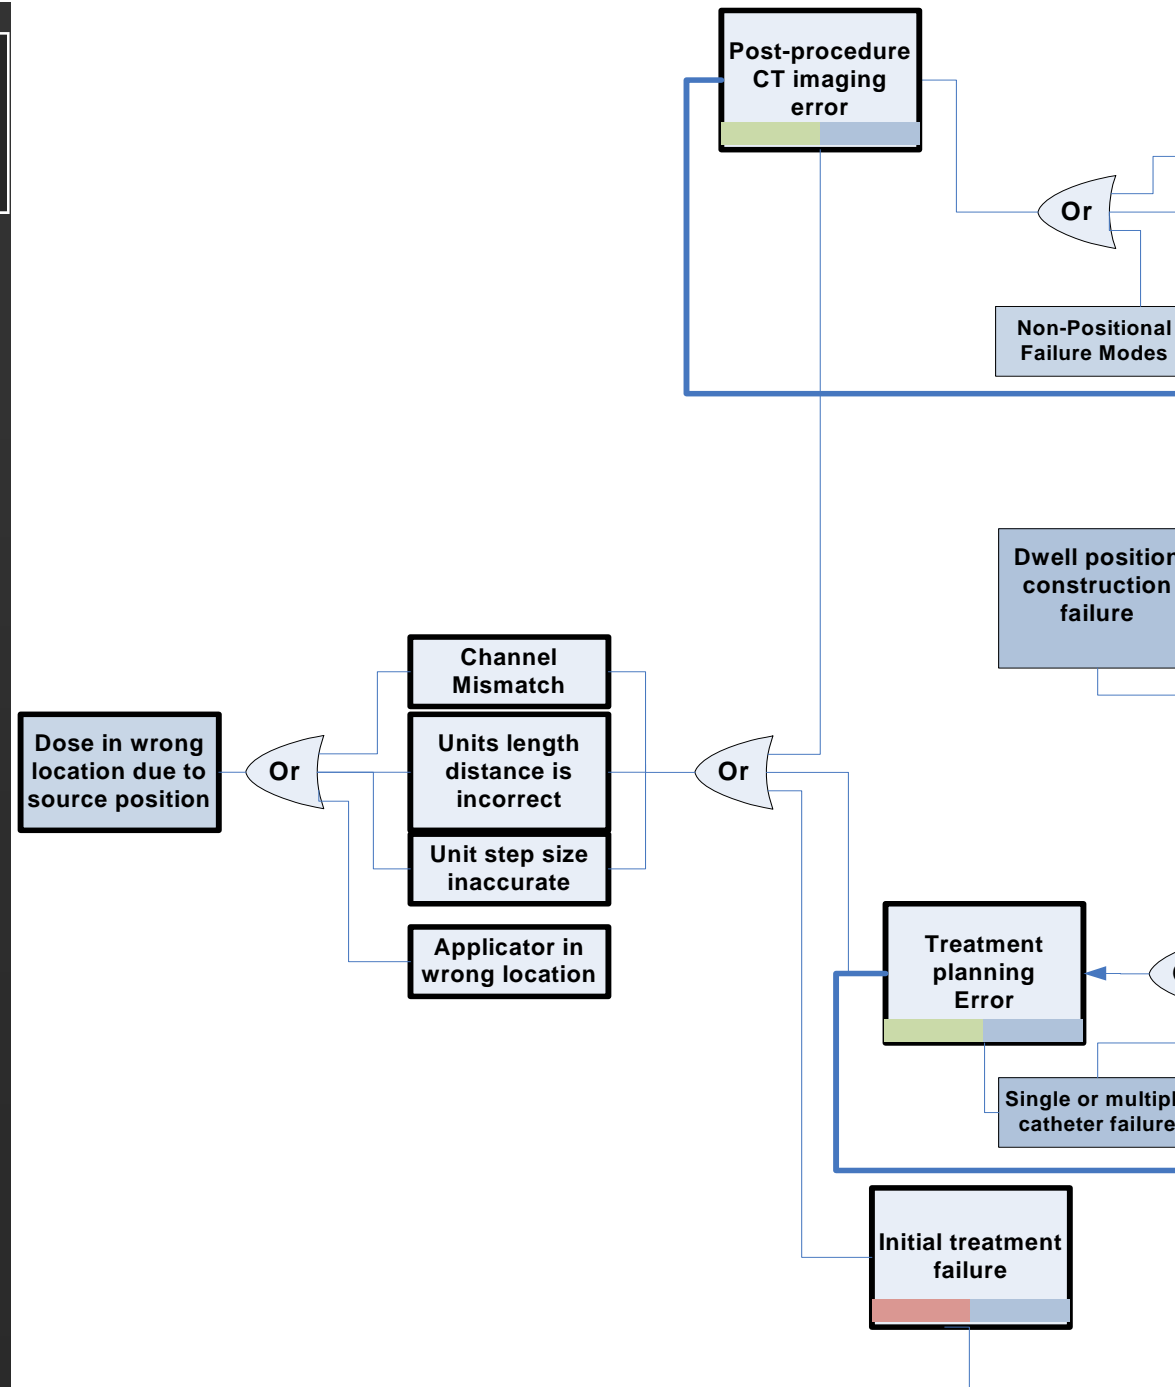 Post-procedure
CT imaging
error
Or
Non-Positional
Failure Modes
Dwell position
construction
failure
Channel
Mismatch
Dose in wrong
location due to
source position
Or
Units length
distance is
incorrect
Or
Unit step size
inaccurate
Applicator in
wrong location
Treatment
planning
Error
Single or multipl
catheter failure
Initial treatment
failure